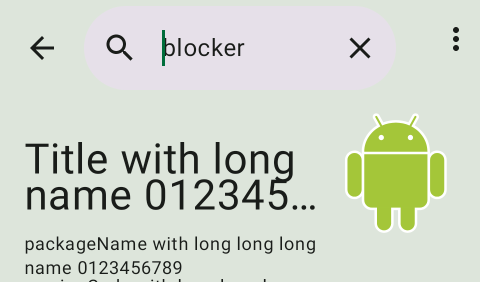 blocker
Title with long
name 012345…
packageName with long long long
name 0123456789